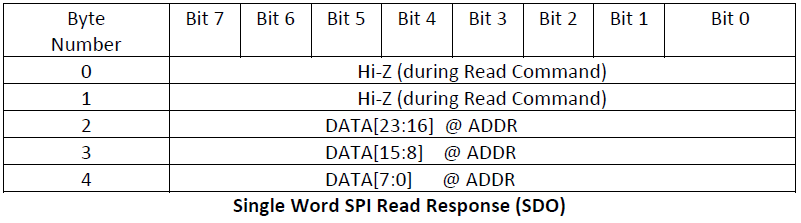 Byte Number Bit 7 Bit 6 Bit 5 Bit 4 Bit 3 Bit 2 Bit 1 Bit 0
0 Hi-Z (during Read Command)
1 Hi-Z (during Read Command)
2 DATA[23:16] @ ADDR
3 DATA[15:8] @ ADDR
4 DATA[7:0] @ ADDR
Single Word SPI Read Response (SDO)